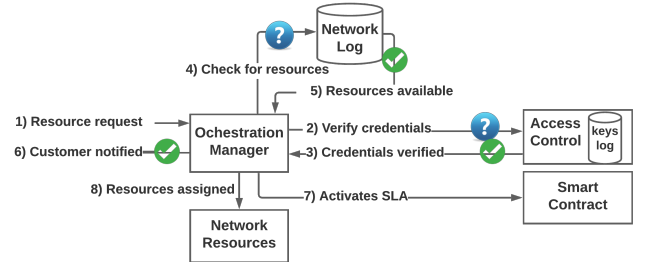 Network
Log
4) Check for resources
5) Resources available
1) Resource request
6) Customer notified
Ochestration
Manager
2) Verify credentials
3) Credentials verified
Access
Control
keys
log
8) Resources assigned
7) Activates SLA
Smart
Contract
Network
Resources